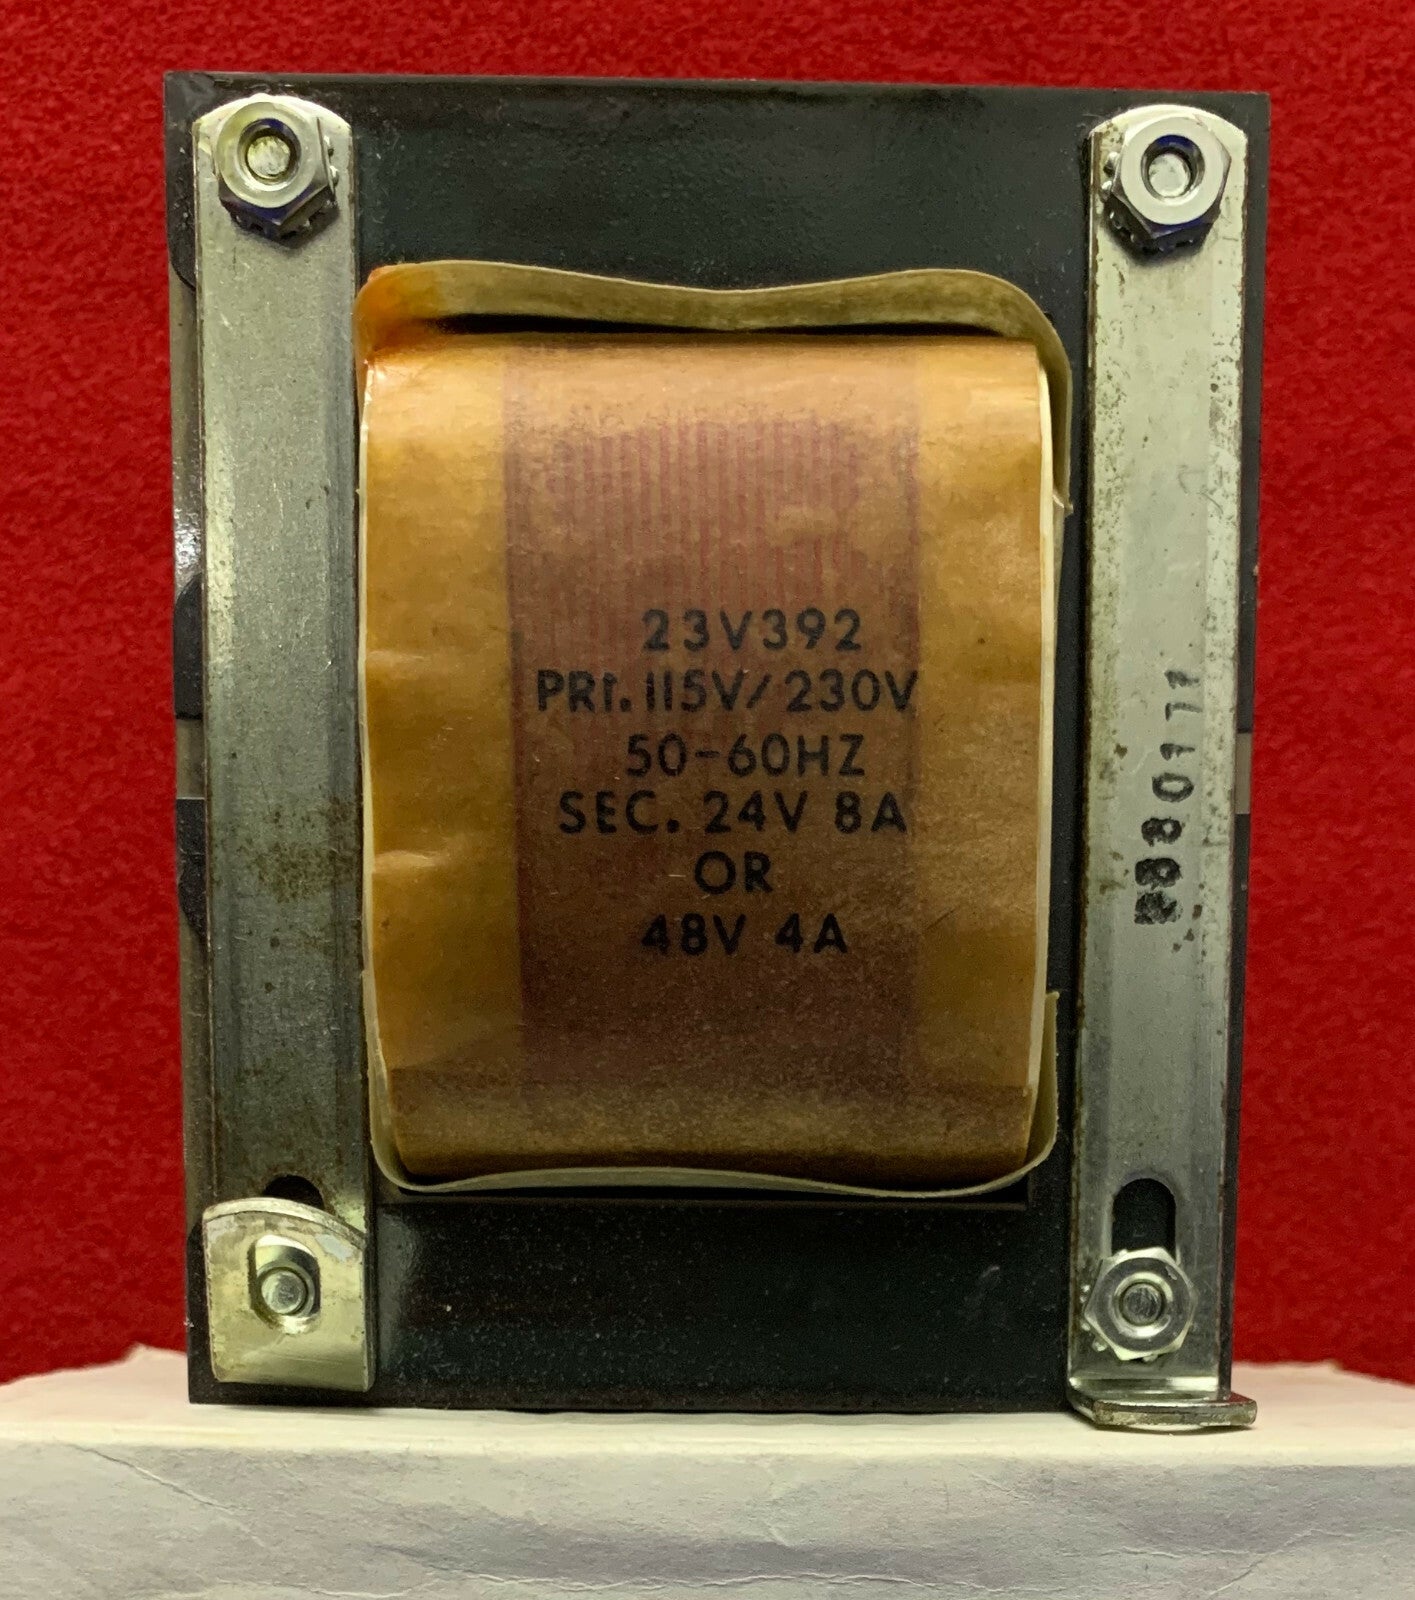 23V392
PRI. 115V/230V
50-60HZ
SEC. 24V 8A
OR
48V 4A